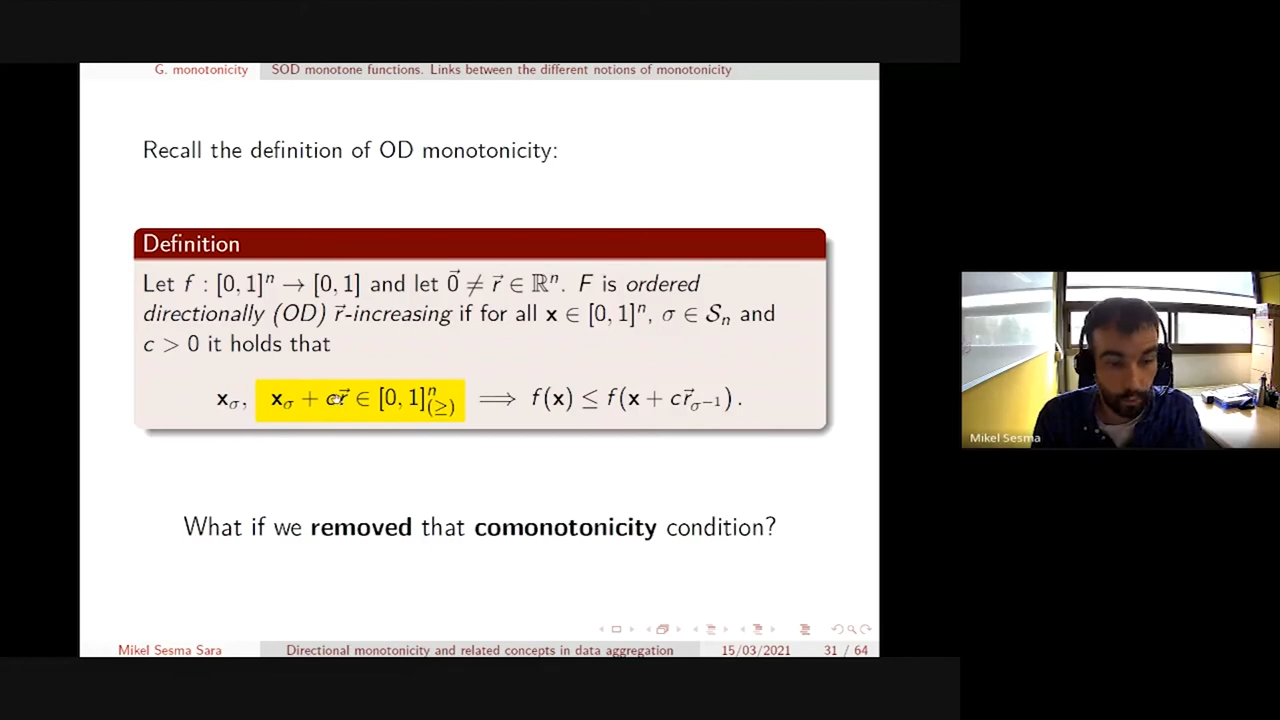 G. monotonicity SOD monotone functions. Links between the different notions of monotonicity
Recall the definition of OD monotonicity:
Definition
Let f : [0, 1]ⁿ → [0, 1] and let 0⃗ ≠ r⃗ ∈ ℝⁿ. F is ordered
directionally (OD) r⃗-increasing if for all x ∈ [0, 1]ⁿ, σ ∈ 𝒮ₙ and
c > 0 it holds that
x_σ, x_σ + cr⃗ ∈ [0, 1]ⁿ_(≥) ⟹ f(x) ≤ f(x + cr⃗_σ⁻¹).
What if we removed that comonotonicity condition?
Mikel Sesma Sara Directional monotonicity and related concepts in data aggregation 15/03/2021 31 / 64
Mikel Sesma